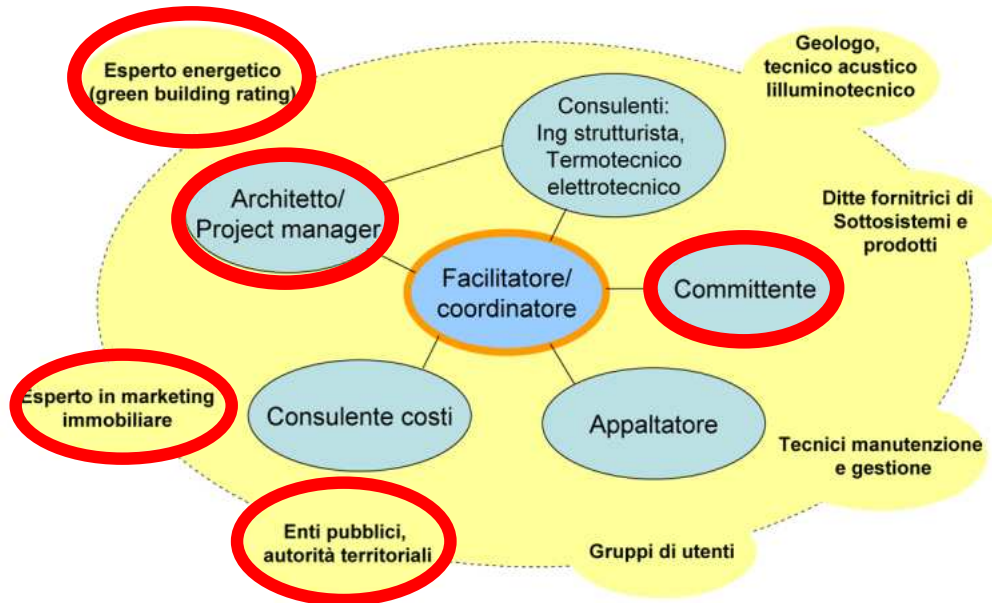 Esperto energetico
(green building rating)
Geologo,
tecnico acustico
lilluminotecnico
Consulenti:
Ing strutturista,
Termotecnico
elettrotecnico
Architetto/
Project manager
Ditte fornitrici di
Sottosistemi e
prodotti
Facilitatore/
coordinatore
Committente
Esperto in marketing
immobiliare
Consulente costi
Appaltatore
Tecnici manutenzione
e gestione
Enti pubblici,
autorità territoriali
Gruppi di utenti